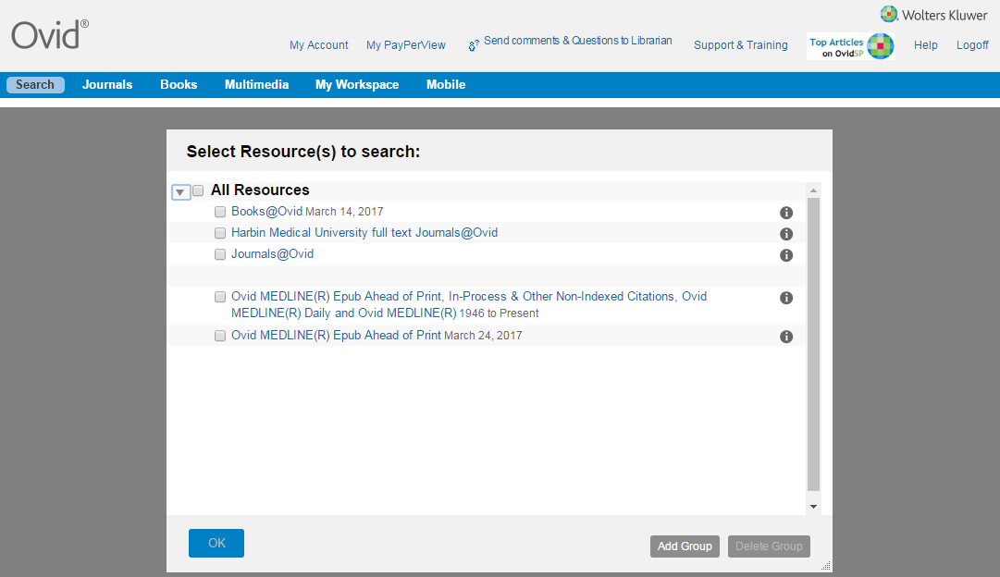 Ovid®
Wolters Kluwer
My Account
My PayPerView
Send comments & Questions to Librarian
Support & Training
Top Articles
on OvidSP
Help
Logoff
Search
Journals
Books
Multimedia
My Workspace
Mobile
Select Resource(s) to search:
All Resources
Books@Ovid March 14, 2017
Harbin Medical University full text Journals@Ovid
Journals@Ovid
Ovid MEDLINE(R) Epub Ahead of Print, In-Process & Other Non-Indexed Citations, Ovid
MEDLINE(R) Daily and Ovid MEDLINE(R) 1946 to Present
Ovid MEDLINE(R) Epub Ahead of Print March 24, 2017
OK
Add Group
Delete Group